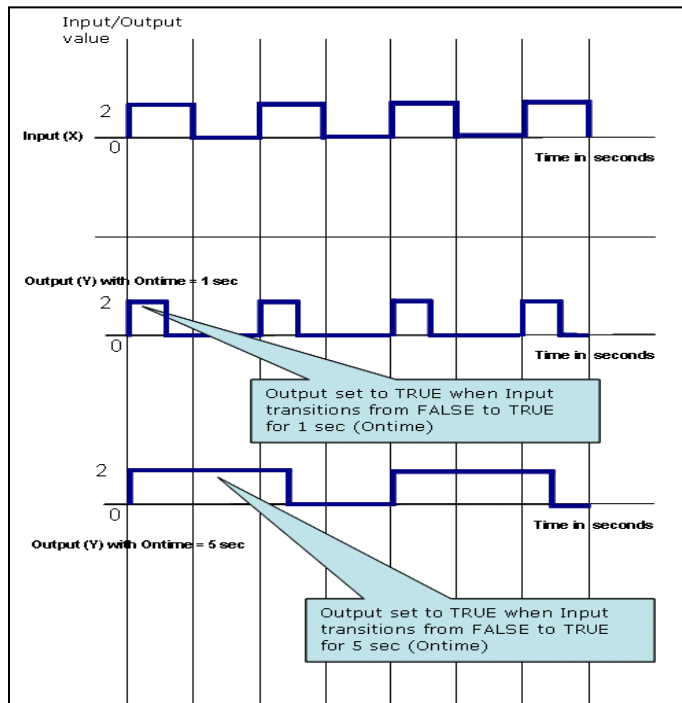 Input/Output
value
2
Input (X)
0
Time in seconds
Output (Y) with Ontime = 1 sec
2
0
Time in seconds
Output set to TRUE when Input
transitions from FALSE to TRUE
for 1 sec (Ontime)
2
0
Time in seconds
Output (Y) with Ontime = 5 sec
Output set to TRUE when Input
transitions from FALSE to TRUE
for 5 sec (Ontime)